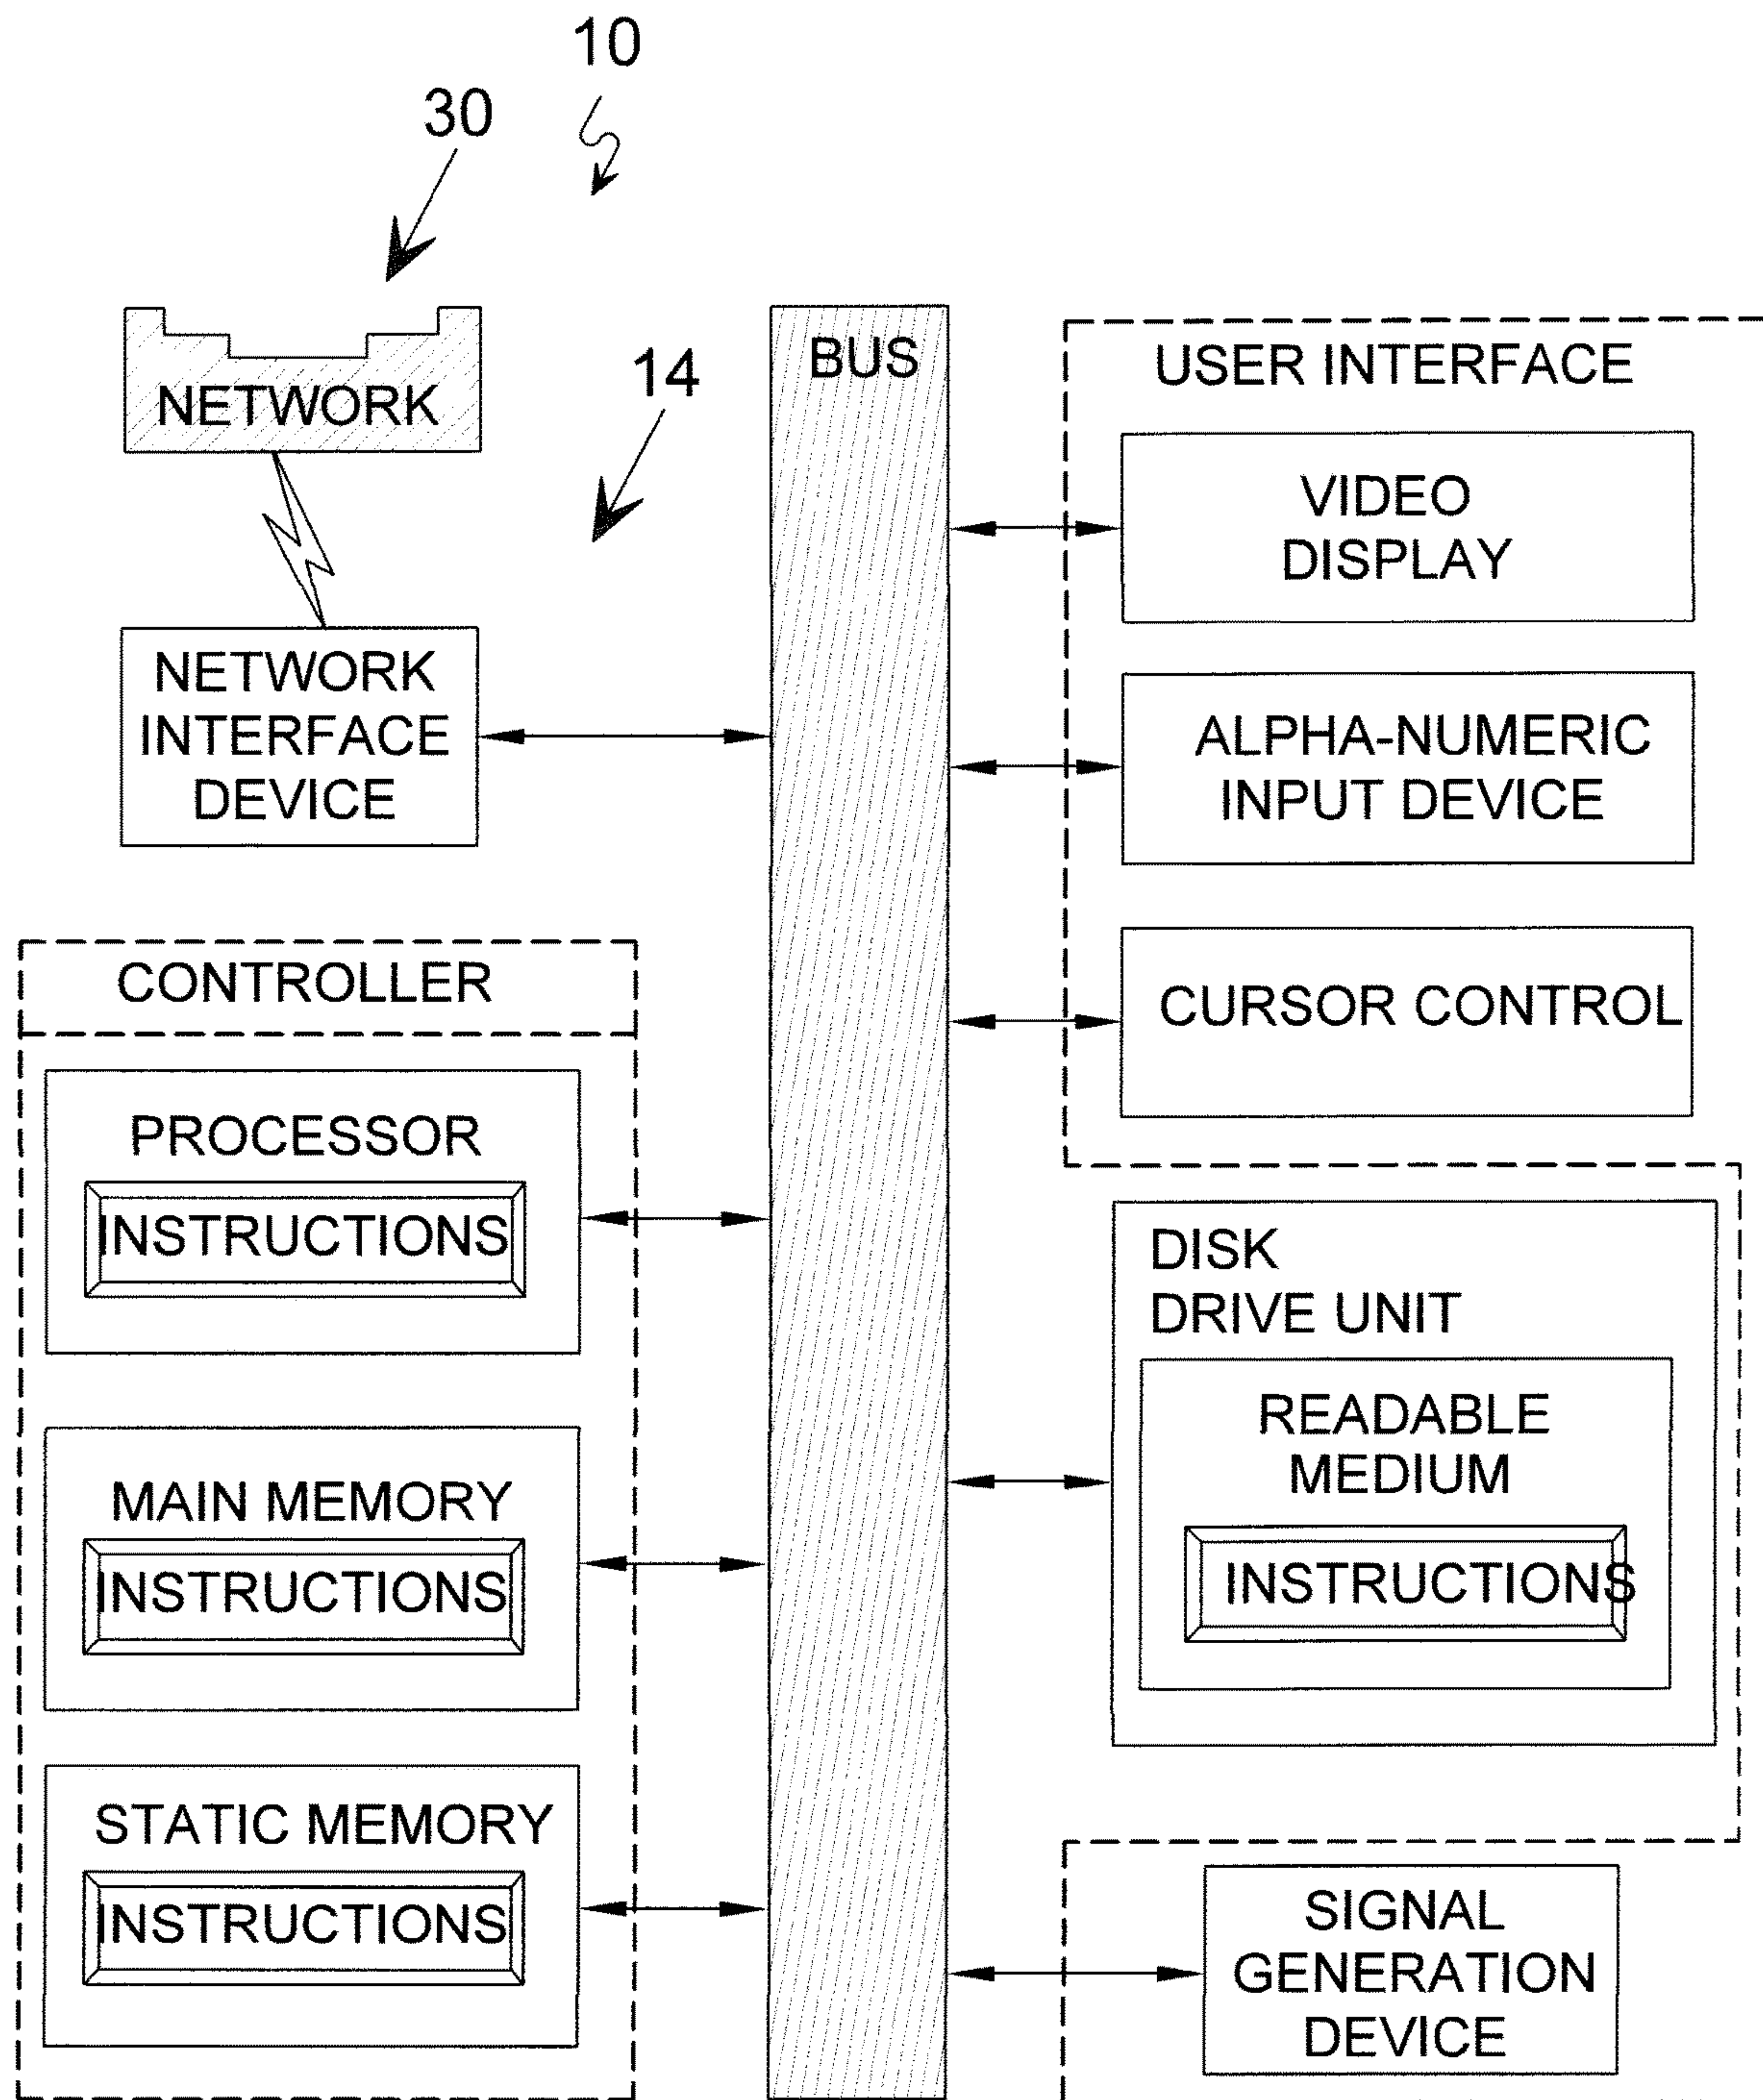 10
30
NETWORK
14
BUS
USER INTERFACE
VIDEO
DISPLAY
NETWORK
INTERFACE
DEVICE
ALPHA-NUMERIC
INPUT DEVICE
CURSOR CONTROL
CONTROLLER
PROCESSOR
INSTRUCTIONS
MAIN MEMORY
INSTRUCTIONS
STATIC MEMORY
INSTRUCTIONS
DISK
DRIVE UNIT
READABLE
MEDIUM
INSTRUCTIONS
SIGNAL
GENERATION
DEVICE